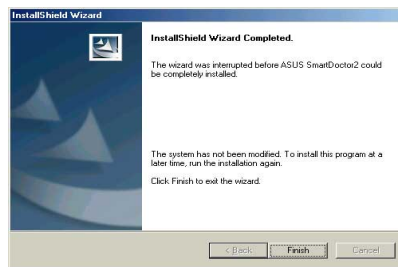 InstallShield Wizard
InstallShield Wizard Completed.
The wizard was interrupted before ASUS SmartDoctor2 could
be completely installed.
The system has not been modified. To install this program at a
later time, run the installation again.
Click Finish to exit the wizard.
< Back Finish Cancel